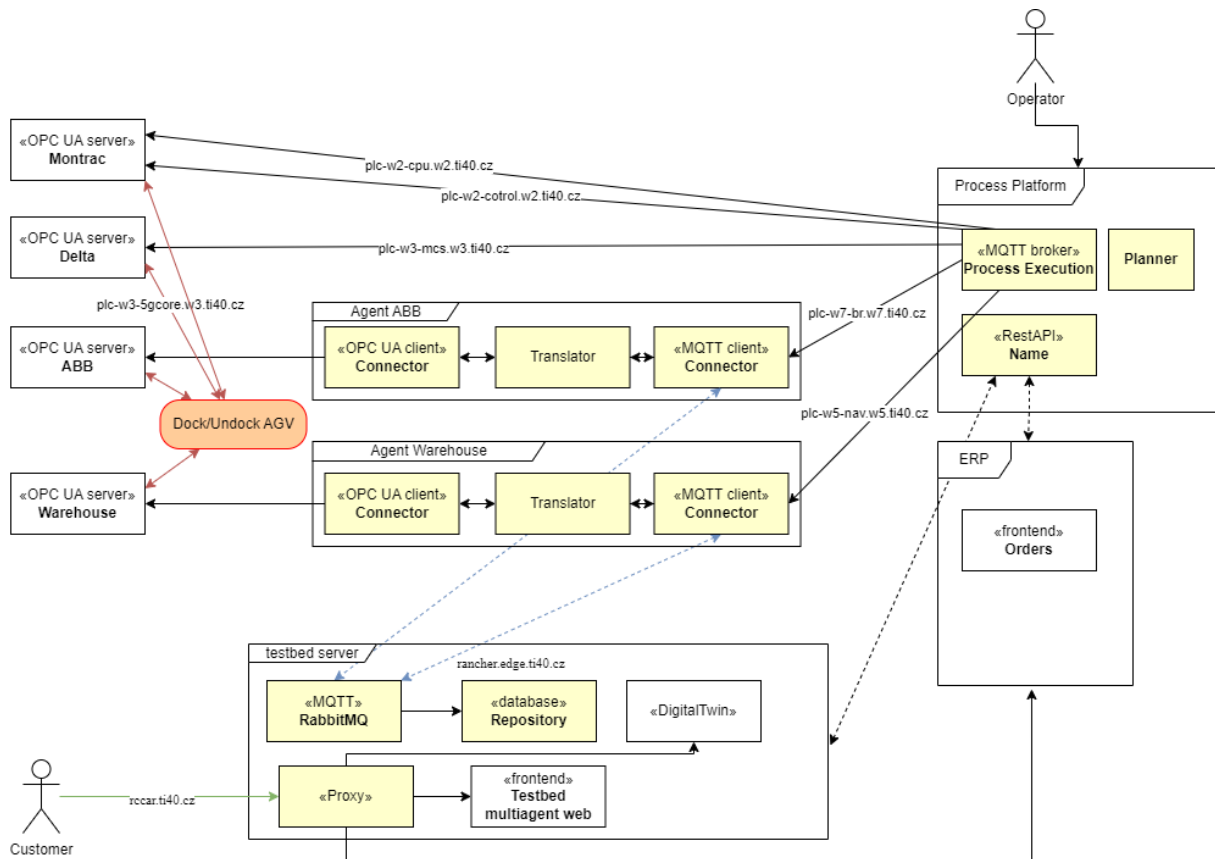 Operator
«OPC UA server»
Montrac
plc-w2-cpu.w2.ti40.cz
plc-w2-cotrol.w2.ti40.cz
Process Platform
«OPC UA server»
Delta
plc-w3-mcs.w3.ti40.cz
«MQTT broker»
Process Execution
Planner
plc-w3-5gcore.w3.ti40.cz
Agent ABB
plc-w7-br.w7.ti40.cz
«OPC UA server»
ABB
«OPC UA client»
Connector
Translator
«MQTT client»
Connector
«RestAPI»
Name
Dock/Undock AGV
plc-w5-nav.w5.ti40.cz
Agent Warehouse
ERP
«OPC UA server»
Warehouse
«OPC UA client»
Connector
Translator
«MQTT client»
Connector
«frontend»
Orders
testbed server
rancher.edge.ti40.cz
«MQTT»
RabbitMQ
«database»
Repository
«DigitalTwin»
rccar.ti40.cz
«Proxy»
«frontend»
Testbed
multiagent web
Customer